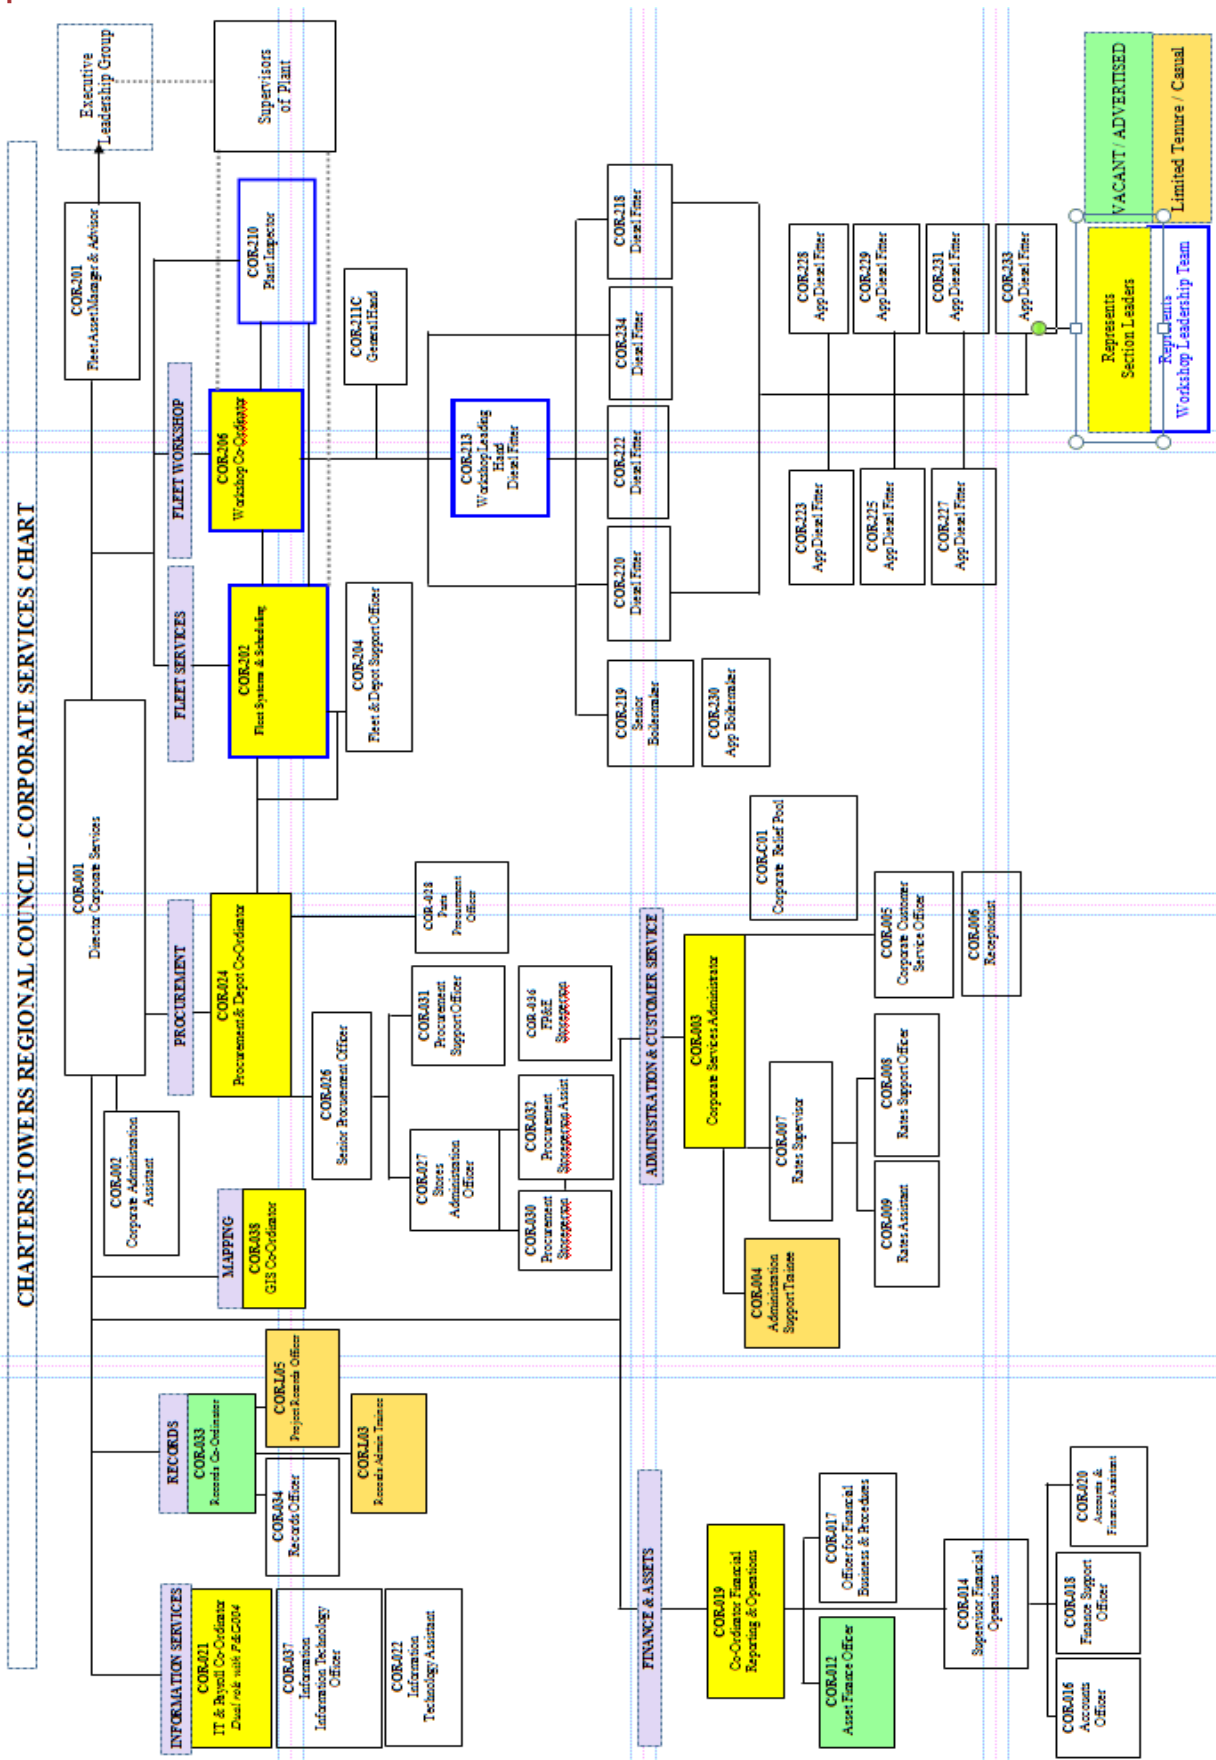 CHARTERS TOWERS REGIONAL COUNCIL - CORPORATE SERVICES CHART
COR.001
Director Corporate Services
COR.002
Corporate Administration
Assistant
COR.201
Fleet Asset Manager & Advisor
Executive
Leadership Group
Supervisors
of Plant
INFORMATION SERVICES
COR.021
IT & Payroll Co-Ordinator
Dual role with P&G004
COR.037
Information
Information Technology
Officer
COR.022
Information
Technology Assistant
RECORDS
COR.033
Records Co-Ordinator
COR.034
Records Officer
COR.L05
Project Records Officer
COR.L03
Records Admin Trainee
MAPPING
COR.038
GIS Co-Ordinator
PROCUREMENT
COR.024
Procurement & Depot Co-Ordinator
COR.026
Senior Procurement Officer
COR-028
Parts
Procurement
Officer
COR.027
Stores
Administration
Officer
COR.031
Procurement
Support Officer
COR.030
Procurement
Storeperson
COR.032
Procurement
Storeperson Assist
COR-036
FP&E
Storeperson
FLEET SERVICES
COR.202
Fleet Systems & Scheduling
COR.204
Fleet & Depot Support Officer
FLEET WORKSHOP
COR.206
Workshop Co-Ordinator
COR.210
Plant Inspector
COR.211C
General Hand
COR.213
Workshop Leading
Hand
Diesel Fitter
COR.219
Senior
Boilermaker
COR.230
App Boilermaker
COR.220
Diesel Fitter
COR.222
Diesel Fitter
COR.234
Diesel Fitter
COR.218
Diesel Fitter
COR.223
App Diesel Fitter
COR.228
App Diesel Fitter
COR.225
App Diesel Fitter
COR.229
App Diesel Fitter
COR.227
App Diesel Fitter
COR.231
App Diesel Fitter
COR.233
App Diesel Fitter
FINANCE & ASSETS
COR.019
Co-Ordinator Financial
Reporting & Operations
COR.012
Asset Finance Officer
COR.017
Officer for Financial
Business & Procedures
COR.014
Supervisor Financial
Operations
COR.016
Accounts
Officer
COR.018
Finance Support
Officer
COR.020
Accounts &
Finance Assistant
ADMINISTRATION & CUSTOMER SERVICE
COR.003
Corporate Services Administrator
COR.C01
Corporate Relief Pool
COR.004
Administration
Support Trainee
COR.007
Rates Supervisor
COR.009
Rates Assistant
COR.008
Rates Support Officer
COR.005
Corporate Customer
Service Officer
COR.006
Receptionist
Represents
Section Leaders
VACANT / ADVERTISED
Represents
Workshop Leadership Team
Limited Tenure / Casual